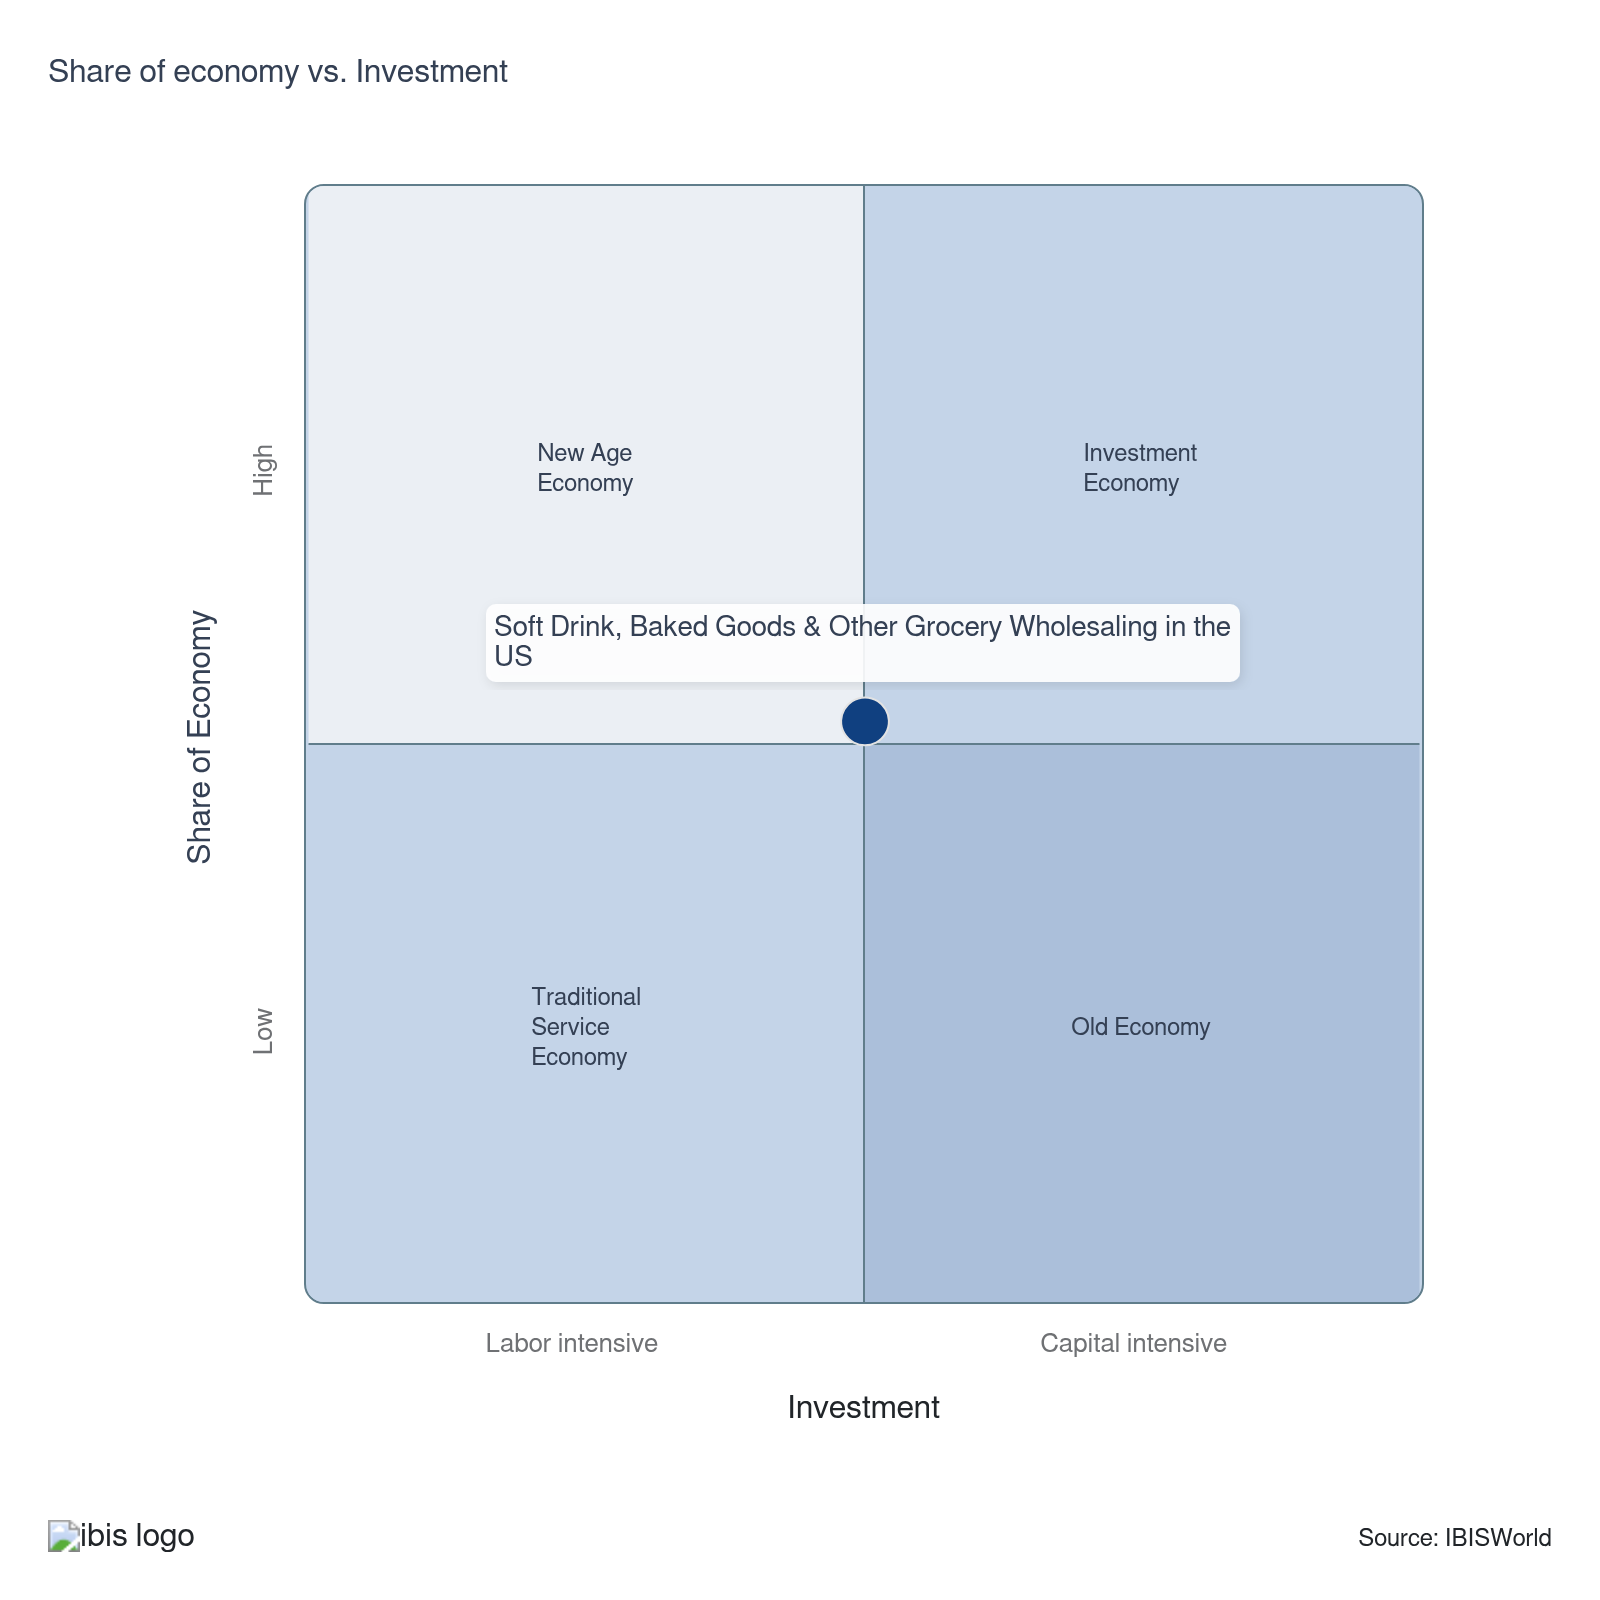 Share of economy vs. Investment
New Age
Economy
Investment
Economy
High
Soft Drink, Baked Goods & Other Grocery Wholesaling in the
US
Share of Economy
Traditional
Service
Economy
Old Economy
Low
Labor intensive
Capital intensive
Investment
ibis logo
Source: IBISWorld